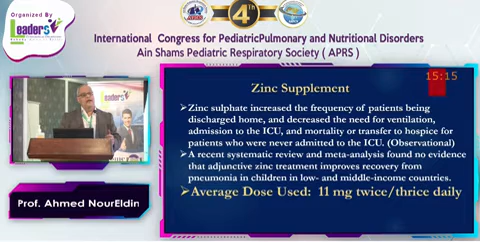 Organized By
Leaders
4 Th
International Congress for PediatricPulmonary and Nutritional Disorders
Ain Shams Pediatric Respiratory Society ( APRS )
15:15
Zinc Supplement
➤Zinc sulphate increased the frequency of patients being
discharged home, and decreased the need for ventilation,
admission to the ICU, and mortality or transfer to hospice for
patients who were never admitted to the ICU. (Observational)
➤A recent systematic review and meta-analysis found no evidence
that adjunctive zinc treatment improves recovery from
pneumonia in children in low- and middle-income countries.
➤Average Dose Used: 11 mg twice/thrice daily
Leaders
Prof. Ahmed NourEldin